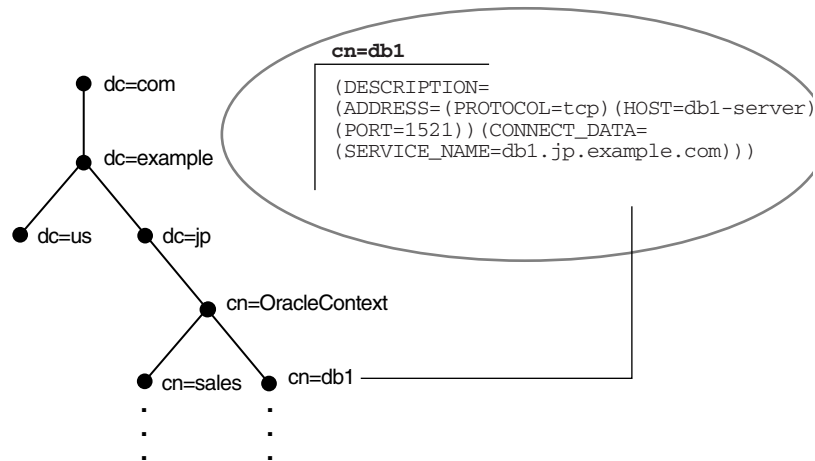 cn=db1
(DESCRIPTION=
(ADDRESS=(PROTOCOL=tcp)(HOST=db1-server)
(PORT=1521))(CONNECT_DATA=
(SERVICE_NAME=db1.jp.example.com)))
dc=com
dc=example
dc=us
dc=jp
cn=OracleContext
cn=sales
cn=db1